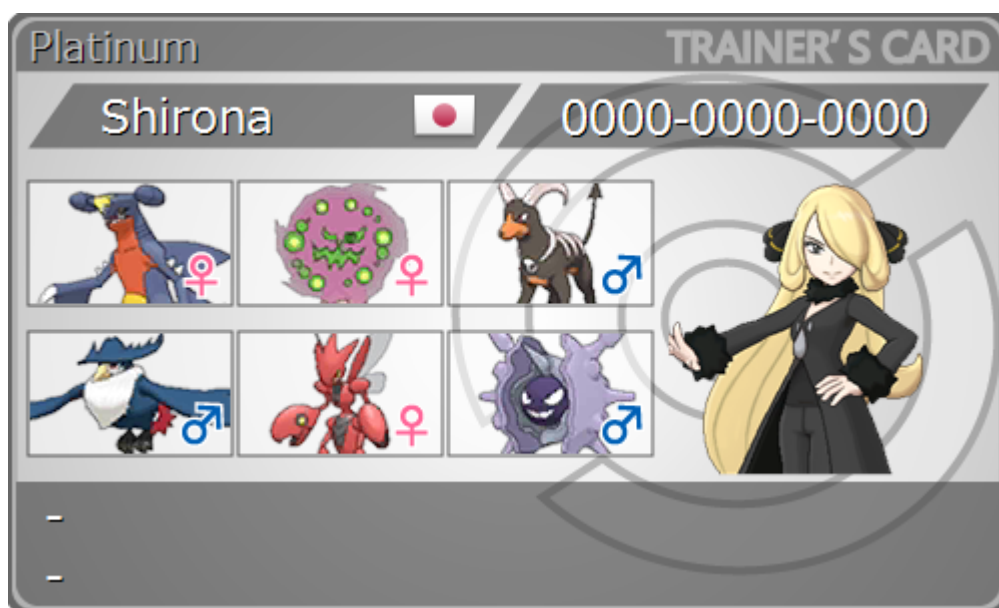 Platinum
TRAINER'S CARD
Shirona
0000-0000-0000
-
-